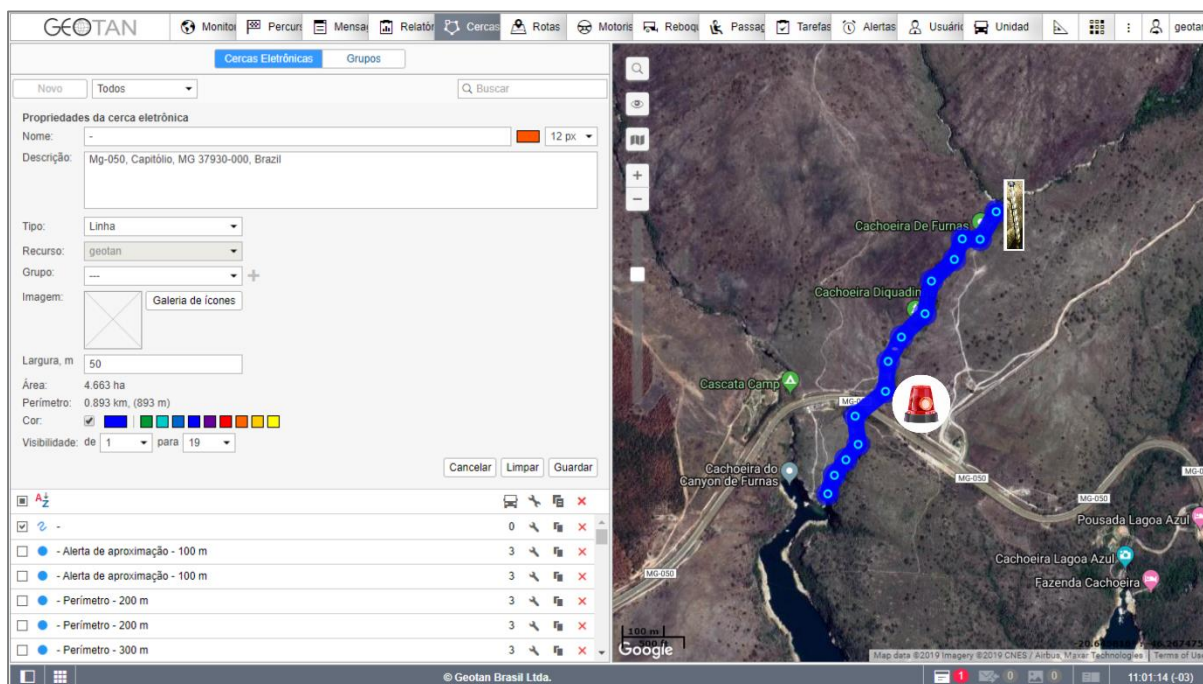 GEOTAN
Monitor
Percurs
Mensa
Relatór
Cercas
Rotas
Motoris
Reboqu
Passag
Tarefas
Alertas
Usuário
Unidad
geotan
Cercas Eletrônicas
Grupos
Novo
Todos
Buscar
Propriedades da cerca eletrônica
Nome: -
12 px
Descrição: Mg-050, Capitólio, MG 37930-000, Brazil
Tipo: Linha
Recurso: geotan
Grupo: ---
Imagem:
Galeria de ícones
Largura, m 50
Área: 4.663 ha
Perímetro: 0.893 km, (893 m)
Cor:
Visibilidade: de 1 para 19
Cancelar
Limpar
Guardar
- 0
- Alerta de aproximação - 100 m 3
- Alerta de aproximação - 100 m 3
- Perímetro - 200 m 3
- Perímetro - 200 m 3
- Perímetro - 300 m 3
Cachoeira De Furnas
Cachoeira Diquadin
Cascata Camp
MG-050
Cachoeira do
Canyon de Furnas
MG-050
MG-050
Pousada Lagoa Azul
Cachoeira Lagoa Azul
MG-050
Fazenda Cachoeira
100 m
500 ft
Google
Map data ©2019 Imagery ©2019 CNES / Airbus, Maxar Technologies
Terms of Use
© Geotan Brasil Ltda.
1
0
0
11:01:14 (-03)